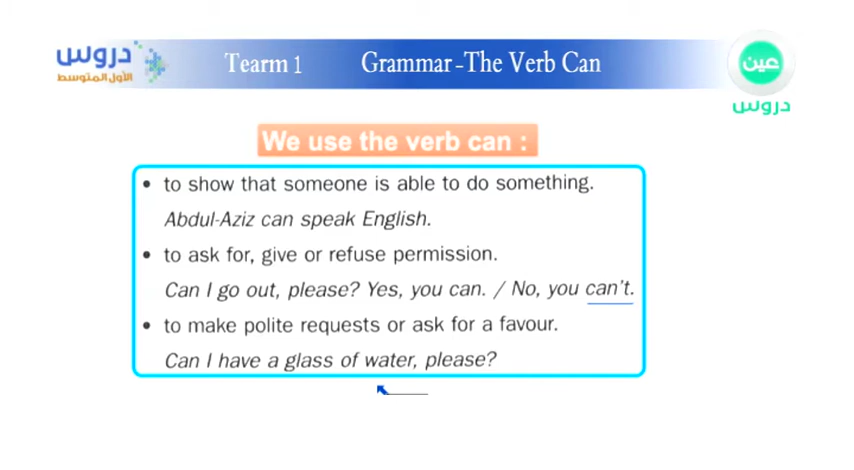 دروس
الأول المتوسط
Tearm 1
Grammar-The Verb Can
عين
دروس
We use the verb can :
• to show that someone is able to do something.
Abdul-Aziz can speak English.
• to ask for, give or refuse permission.
Can I go out, please? Yes, you can. / No, you can't.
• to make polite requests or ask for a favour.
Can I have a glass of water, please?